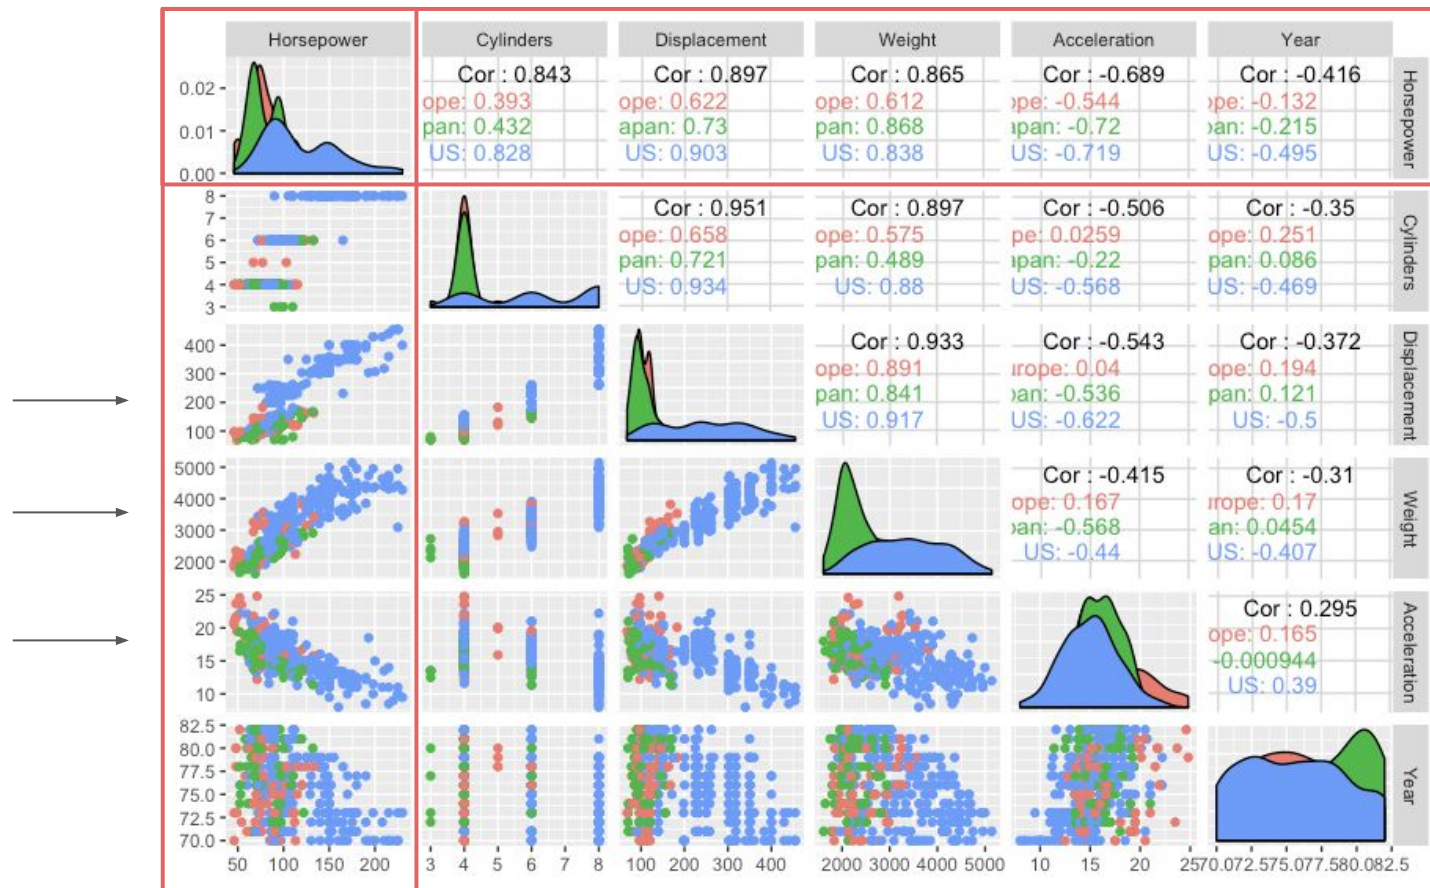 Horsepower Cylinders Displacement Weight Acceleration Year
0.02
0.01
0.00
Cor : 0.843 Cor : 0.897 Cor : 0.865 Cor : -0.689 Cor : -0.416
ope: 0.393 ope: 0.622 ope: 0.612 ope: -0.544 ope: -0.132
pan: 0.432 apan: 0.73 pan: 0.868 apan: -0.72 pan: -0.215
US: 0.828 US: 0.903 US: 0.838 US: -0.719 US: -0.495
Horsepower
8
7
6
5
4
3
Cor : 0.951 Cor : 0.897 Cor : -0.506 Cor : -0.35
ope: 0.658 ope: 0.575 pe: 0.0259 ope: 0.251
pan: 0.721 pan: 0.489 apan: -0.22 pan: 0.086
US: 0.934 US: 0.88 US: -0.568 US: -0.469
Cylinders
400
300
200
100
Cor : 0.933 Cor : -0.543 Cor : -0.372
ope: 0.891 urope: 0.04 ope: 0.194
pan: 0.841 pan: -0.536 pan: 0.121
US: 0.917 US: -0.622 US: -0.5
Displacement
5000
4000
3000
2000
Cor : -0.415 Cor : -0.31
ope: 0.167 urope: 0.17
pan: -0.568 an: 0.0454
US: -0.44 US: -0.407
Weight
25
20
15
10
Cor : 0.295
ope: 0.165
-0.000944
US: 0.39
Acceleration
82.5
80.0
77.5
75.0
72.5
70.0
Year
50 100 150 200 3 4 5 6 7 8 100 200 300 400 2000 3000 4000 5000 10 15 20 25 70.0 72.5 75.0 77.5 80.0 82.5